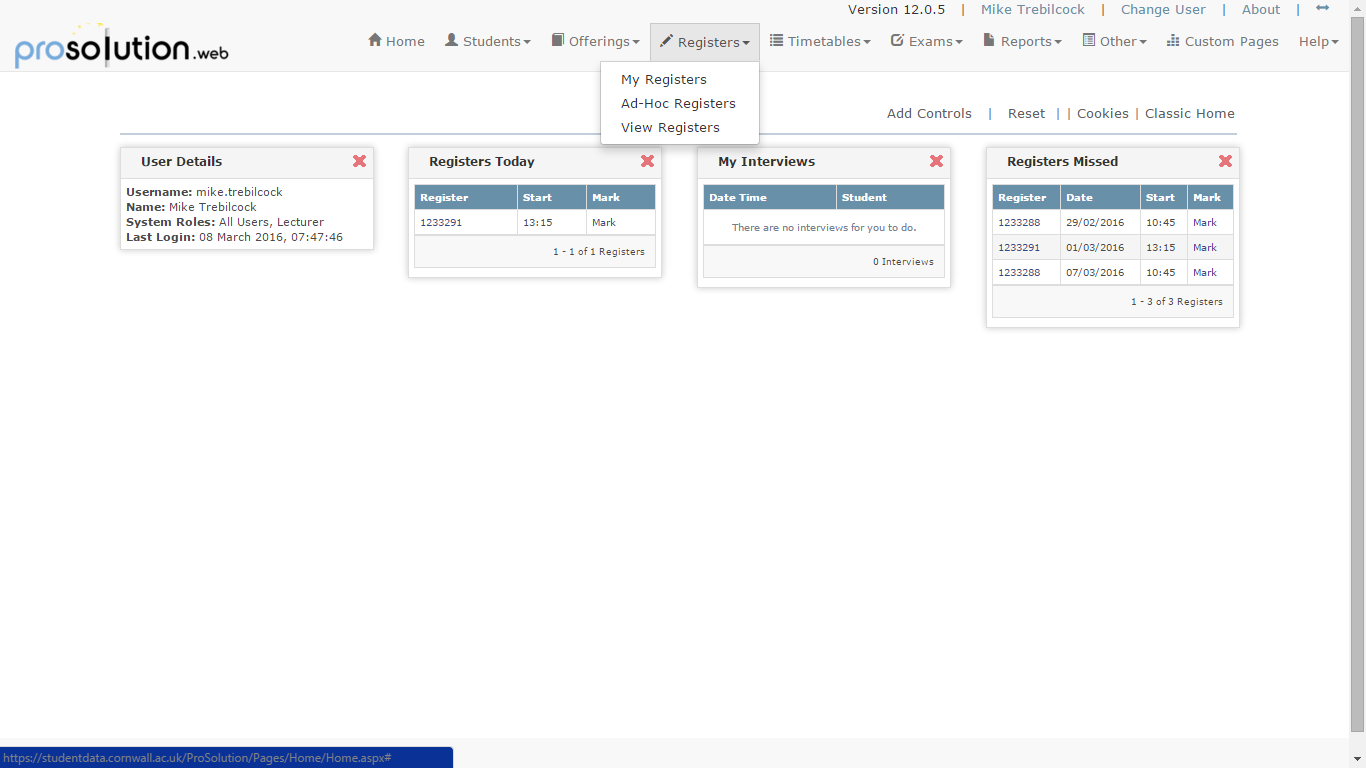 Version 12.0.5 | Mike Trebilcock | Change User | About |
prosolution.web
Home Students Offerings Registers Timetables Exams Reports Other Custom Pages Help
My Registers
Ad-Hoc Registers
View Registers
Add Controls | Reset | | Cookies | Classic Home
User Details
Username: mike.trebilcock
Name: Mike Trebilcock
System Roles: All Users, Lecturer
Last Login: 08 March 2016, 07:47:46
Registers Today
Register Start Mark
1233291 13:15 Mark
1 - 1 of 1 Registers
My Interviews
Date Time Student
There are no interviews for you to do.
0 Interviews
Registers Missed
Register Date Start Mark
1233288 29/02/2016 10:45 Mark
1233291 01/03/2016 13:15 Mark
1233288 07/03/2016 10:45 Mark
1 - 3 of 3 Registers
https://studentdata.cornwall.ac.uk/ProSolution/Pages/Home/Home.aspx#